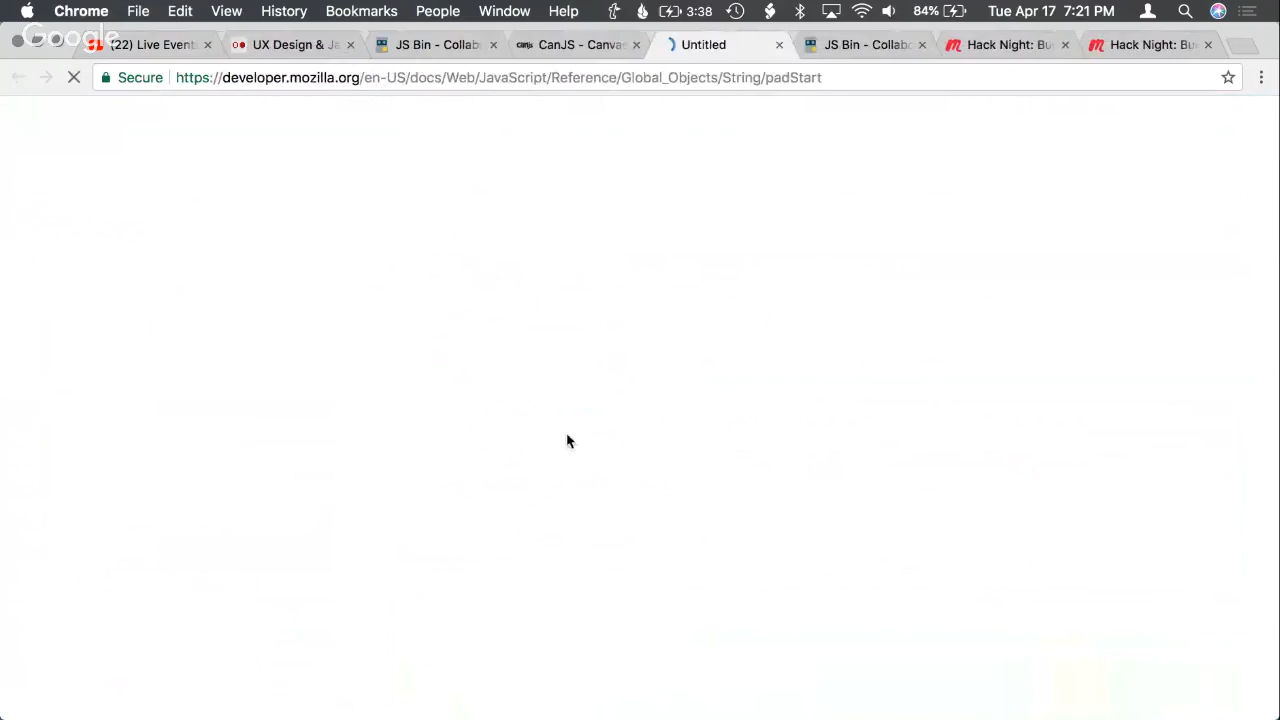 Chrome File Edit View History Bookmarks People Window Help 3:38 84% Tue Apr 17 7:21 PM
Google
(22) Live Event UX Design & Ja JS Bin - Collab CanJS - Canvas Untitled JS Bin - Collabo Hack Night: Bu Hack Night: Bu
Secure https://developer.mozilla.org/en-US/docs/Web/JavaScript/Reference/Global_Objects/String/padStart